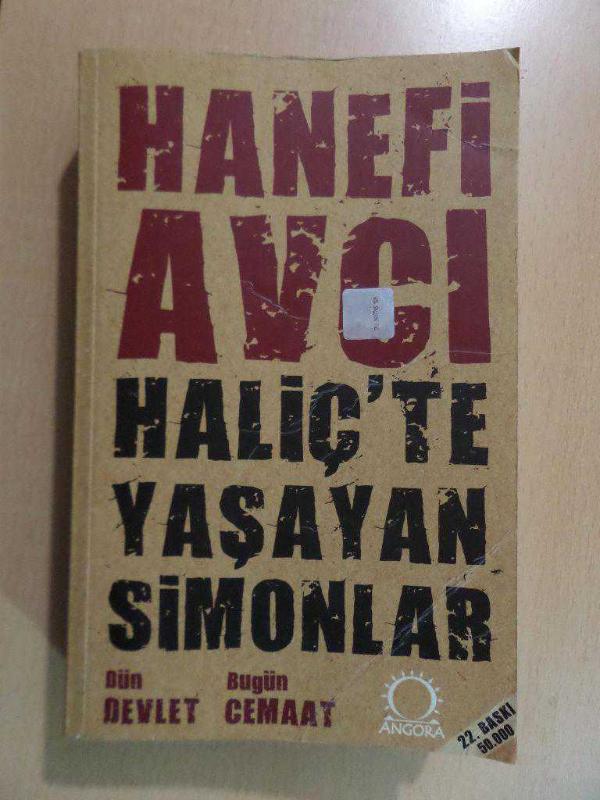 HANEFİ
AVCI
HALİÇ'TE
YAŞAYAN
SİMONLAR
Dün Bugün
DEVLET CEMAAT
ANGORA
22. BASKI
50.000